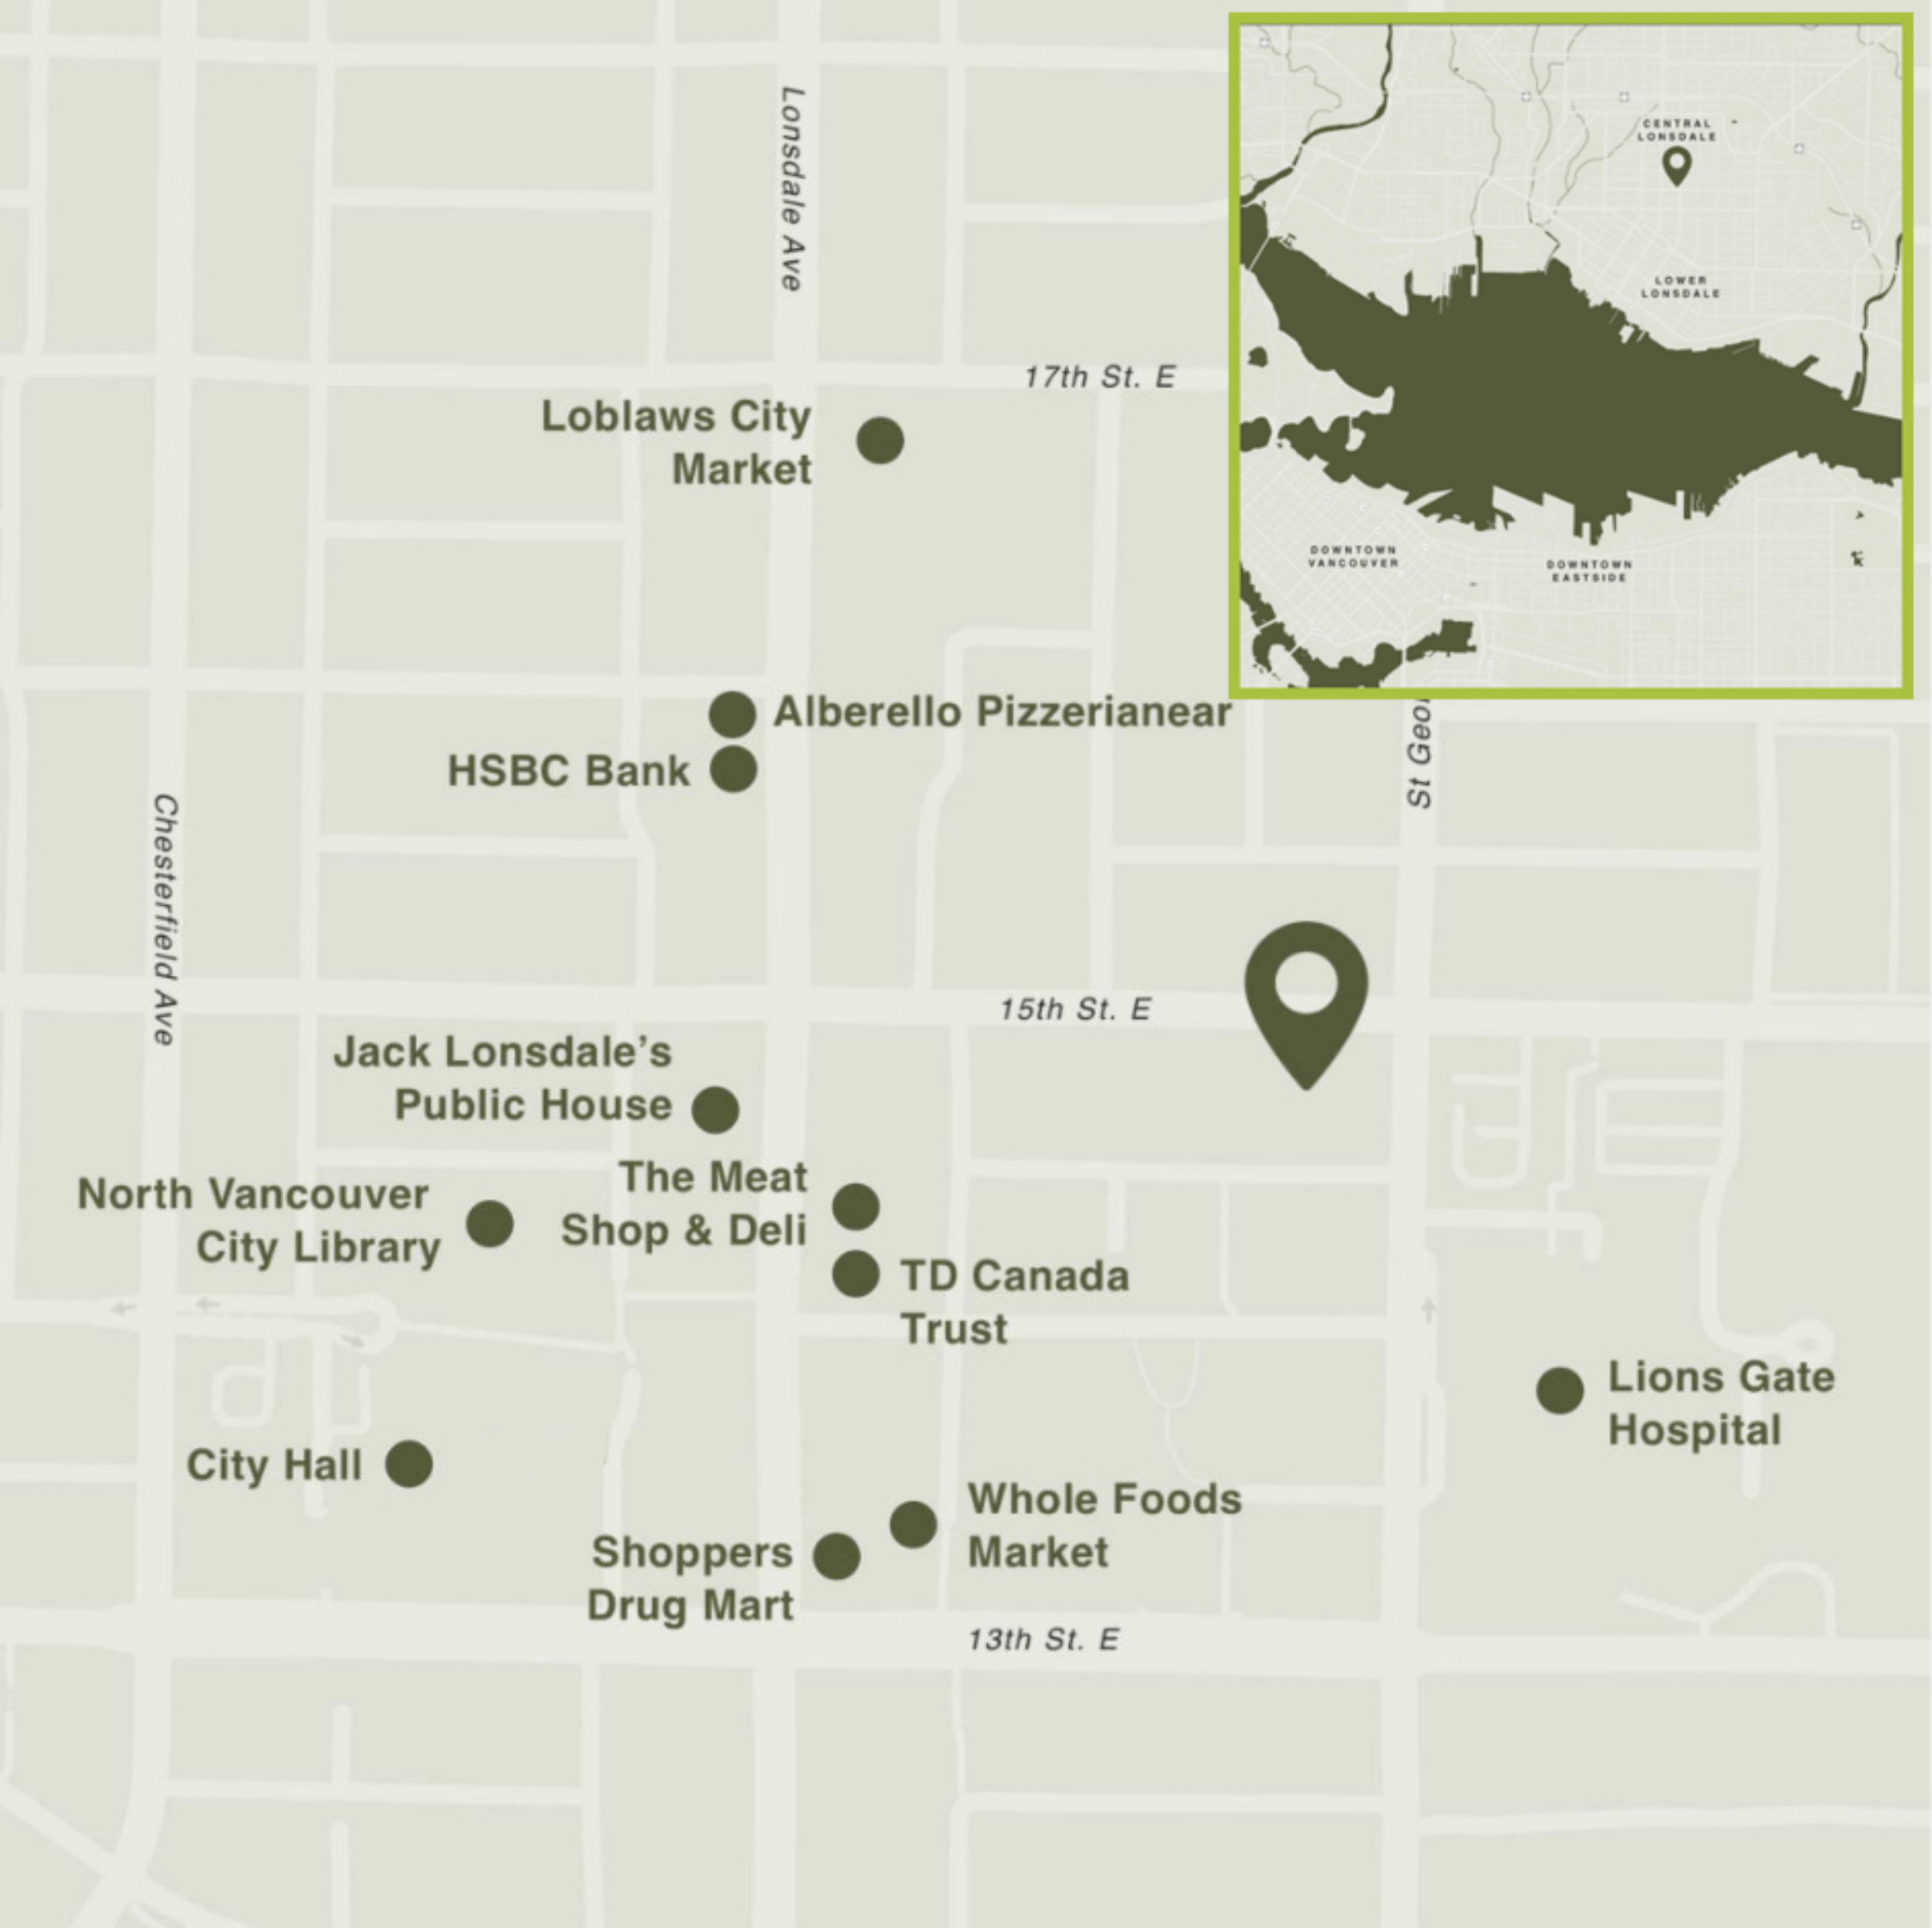 CENTRAL
LONSDALE
LOWER
LONSDALE
DOWNTOWN
VANCOUVER
DOWNTOWN
EASTSIDE
Lonsdale Ave
17th St. E
Loblaws City
Market
Alberello Pizzerianear
HSBC Bank
Chesterfield Ave
15th St. E
Jack Lonsdale’s
Public House
The Meat
Shop & Deli
North Vancouver
City Library
TD Canada
Trust
Lions Gate
Hospital
City Hall
Whole Foods
Market
Shoppers
Drug Mart
13th St. E